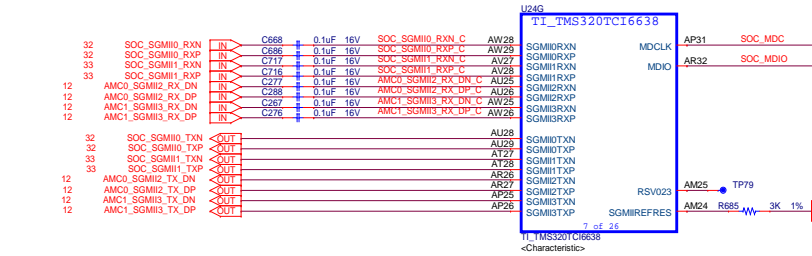 U24G
TI_TMS320TCI6638
32 SOC_SGMII0_RXN IN C668 0.1uF 16V SOC_SGMII0_RXN_C AW28 SGMII0RXN MDCLK AP31 SOC_MDC
32 SOC_SGMII0_RXP IN C686 0.1uF 16V SOC_SGMII0_RXP_C AW29 SGMII0RXP
33 SOC_SGMII1_RXN IN C717 0.1uF 16V SOC_SGMII1_RXN_C AV27 SGMII1RXN MDIO AR32 SOC_MDIO
33 SOC_SGMII1_RXP IN C716 0.1uF 16V SOC_SGMII1_RXP_C AV28 SGMII1RXP
12 AMC0_SGMII2_RX_DN IN C277 0.1uF 16V AMC0_SGMII2_RX_DN_C AU25 SGMII2RXN
12 AMC0_SGMII2_RX_DP IN C288 0.1uF 16V AMC0_SGMII2_RX_DP_C AU26 SGMII2RXP
12 AMC1_SGMII3_RX_DN IN C267 0.1uF 16V AMC1_SGMII3_RX_DN_C AW25 SGMII3RXN
12 AMC1_SGMII3_RX_DP IN C276 0.1uF 16V AMC1_SGMII3_RX_DP_C AW26 SGMII3RXP
32 SOC_SGMII0_TXN OUT AU28 SGMII0TXN
32 SOC_SGMII0_TXP OUT AU29 SGMII0TXP
33 SOC_SGMII1_TXN OUT AT27 SGMII1TXN
33 SOC_SGMII1_TXP OUT AT28 SGMII1TXP
12 AMC0_SGMII2_TX_DN OUT AR26 SGMII2TXN
12 AMC0_SGMII2_TX_DP OUT AR27 SGMII2TXP RSV023 AM25 TP79
12 AMC1_SGMII3_TX_DN OUT AP25 SGMII3TXN
12 AMC1_SGMII3_TX_DP OUT AP26 SGMII3TXP SGMIIREFRES AM24 R685 3K 1%
7 of 26
TI_TMS320TCI6638
<Characteristic>